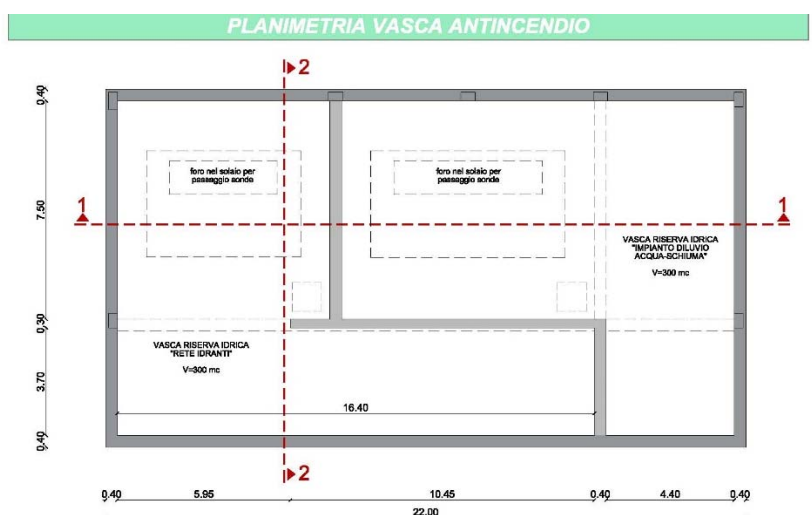 PLANIMETRIA VASCA ANTINCENDIO
2
0.40
foro nel solaio per
passaggio sonde
foro nel solaio per
passaggio sonde
7.50
1
1
VASCA RISERVA IDRICA
"IMPIANTO DILUVIO
ACQUA-SCHIUMA"
V=300 mc
0.30
VASCA RISERVA IDRICA
"RETE IDRANTI"
V=300 mc
3.70
16.40
0.40
2
0.40
5.95
10.45
0.40
4.40
0.40
22.00